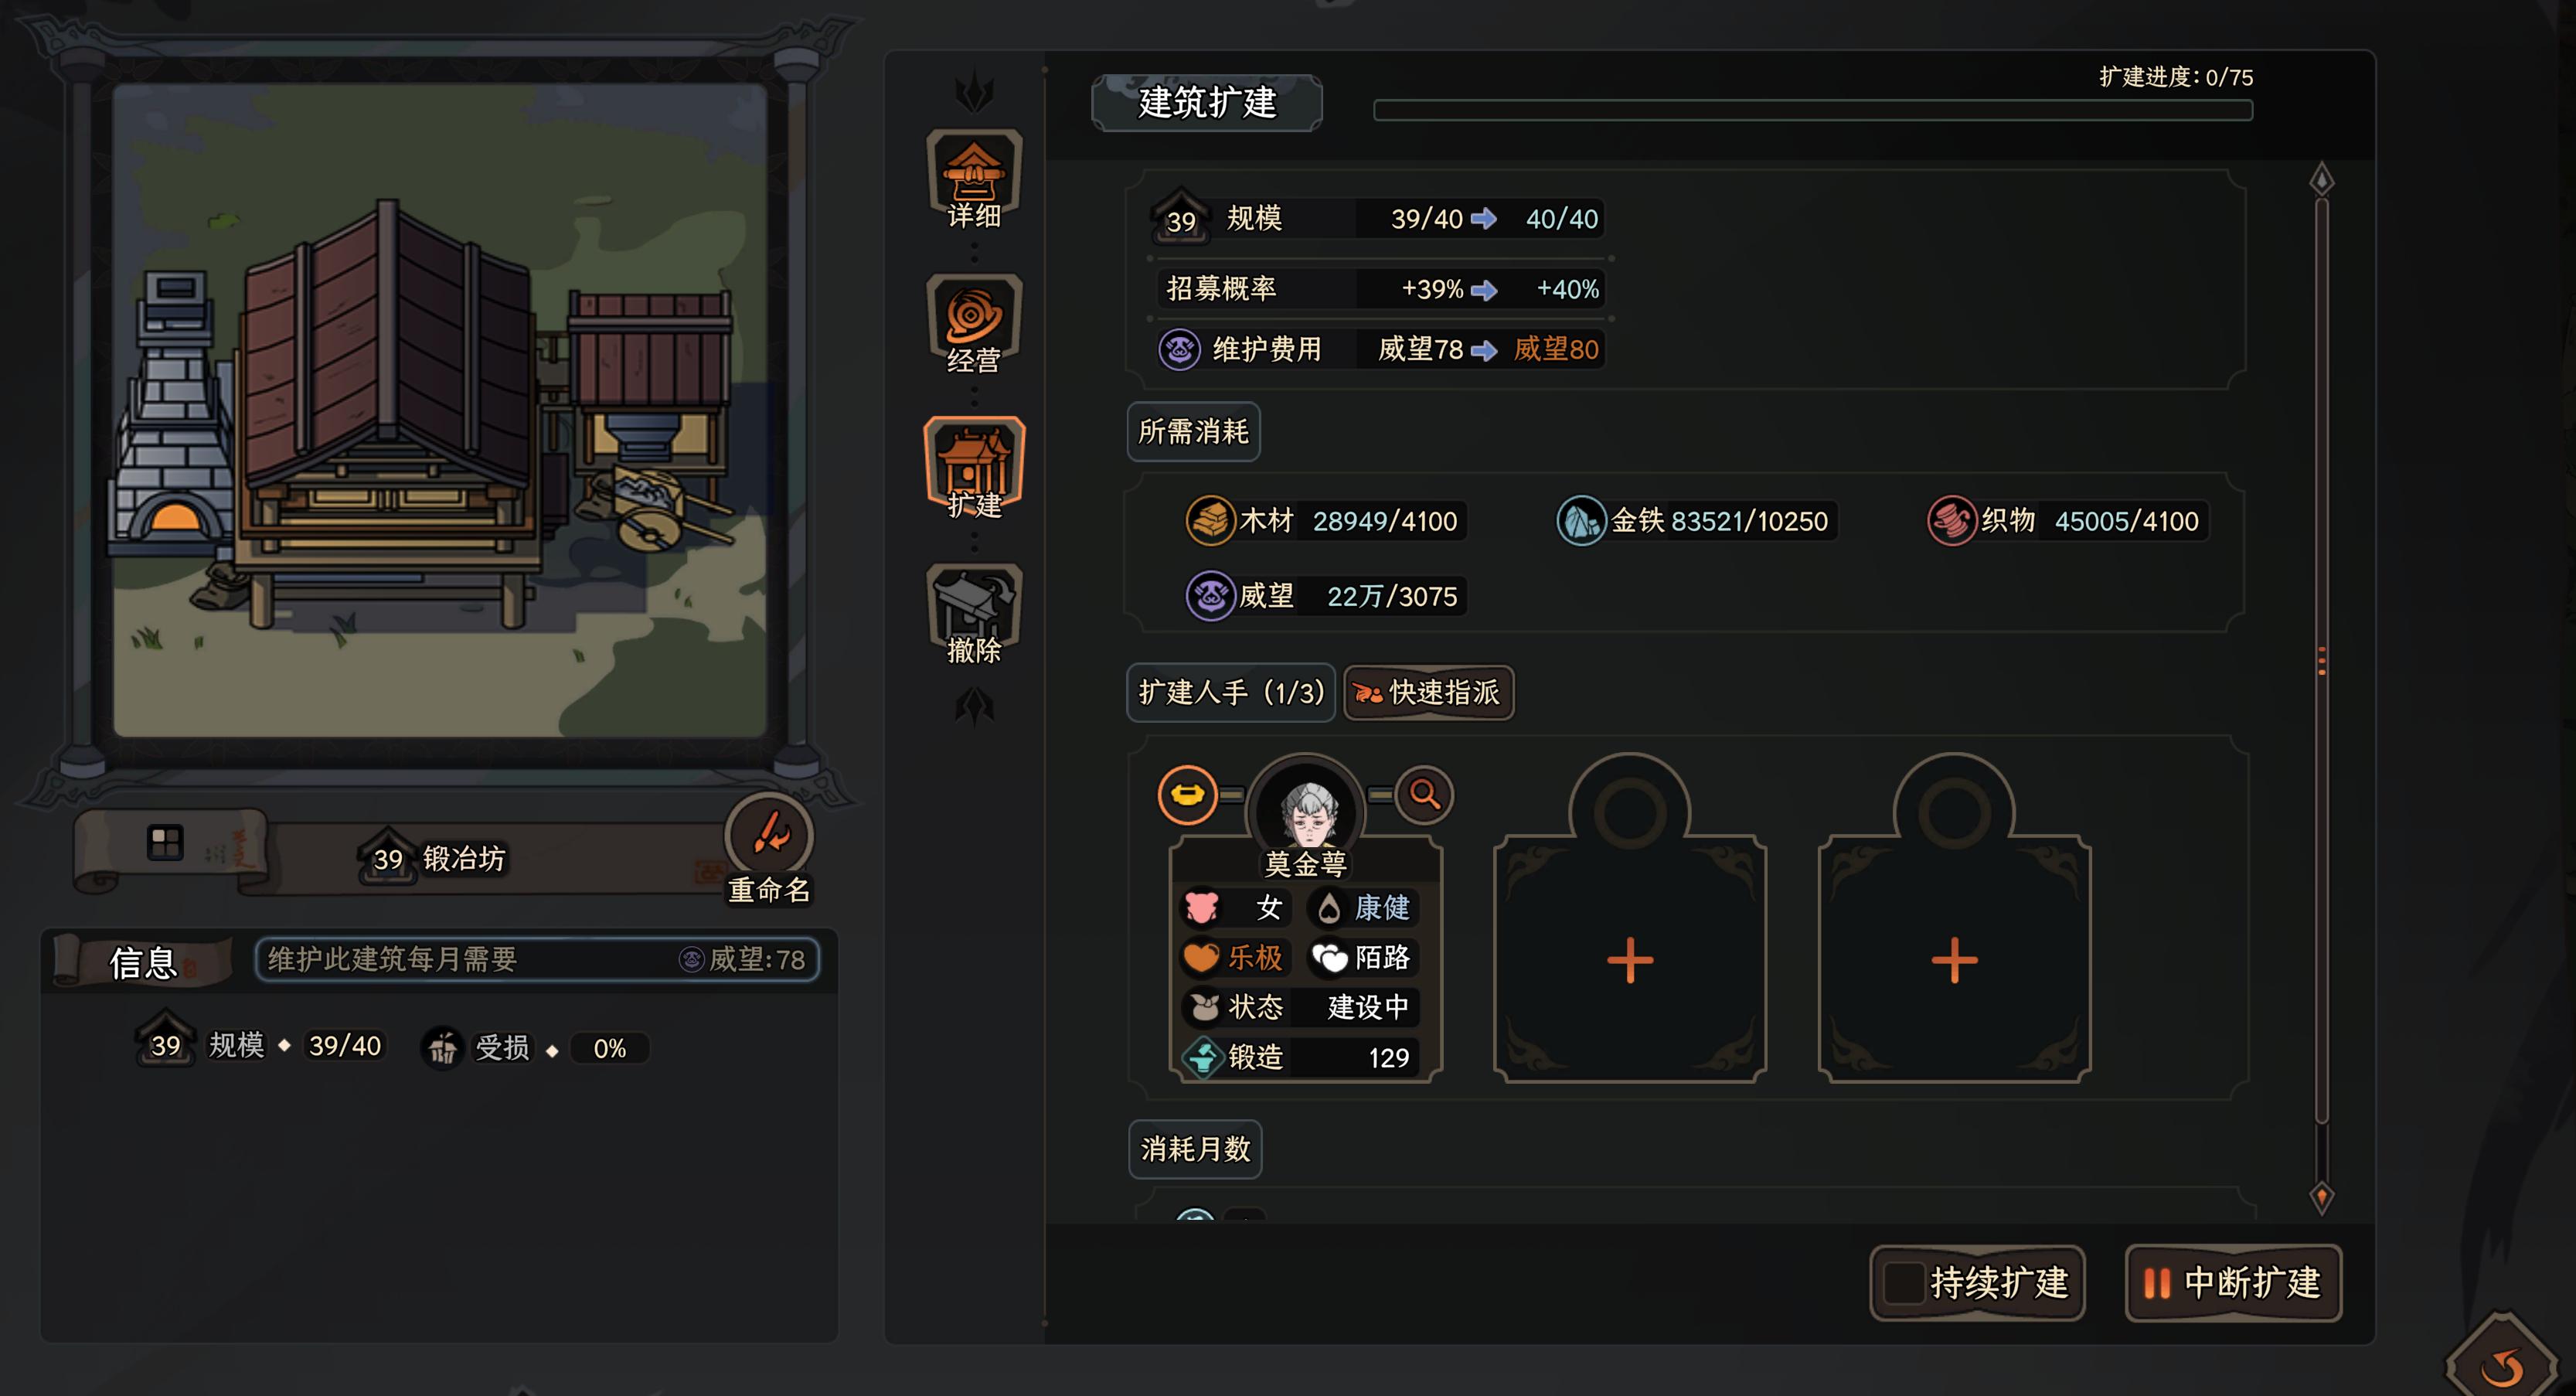 建筑扩建
扩建进度：0/75
39 规模 39/40 40/40
招募概率 +39% +40%
维护费用 威望78 威望80
所需消耗
木材 28949/4100
金铁 83521/10250
织物 45005/4100
威望 22万/3075
扩建人手（1/3）
快速指派
莫金萼
女 康健
乐极 陌路
状态 建设中
锻造 129
消耗月数
持续扩建
中断扩建
详细
经营
扩建
撤除
39 锻冶坊
重命名
信息
维护此建筑每月需要 威望:78
39 规模 39/40 受损 0%